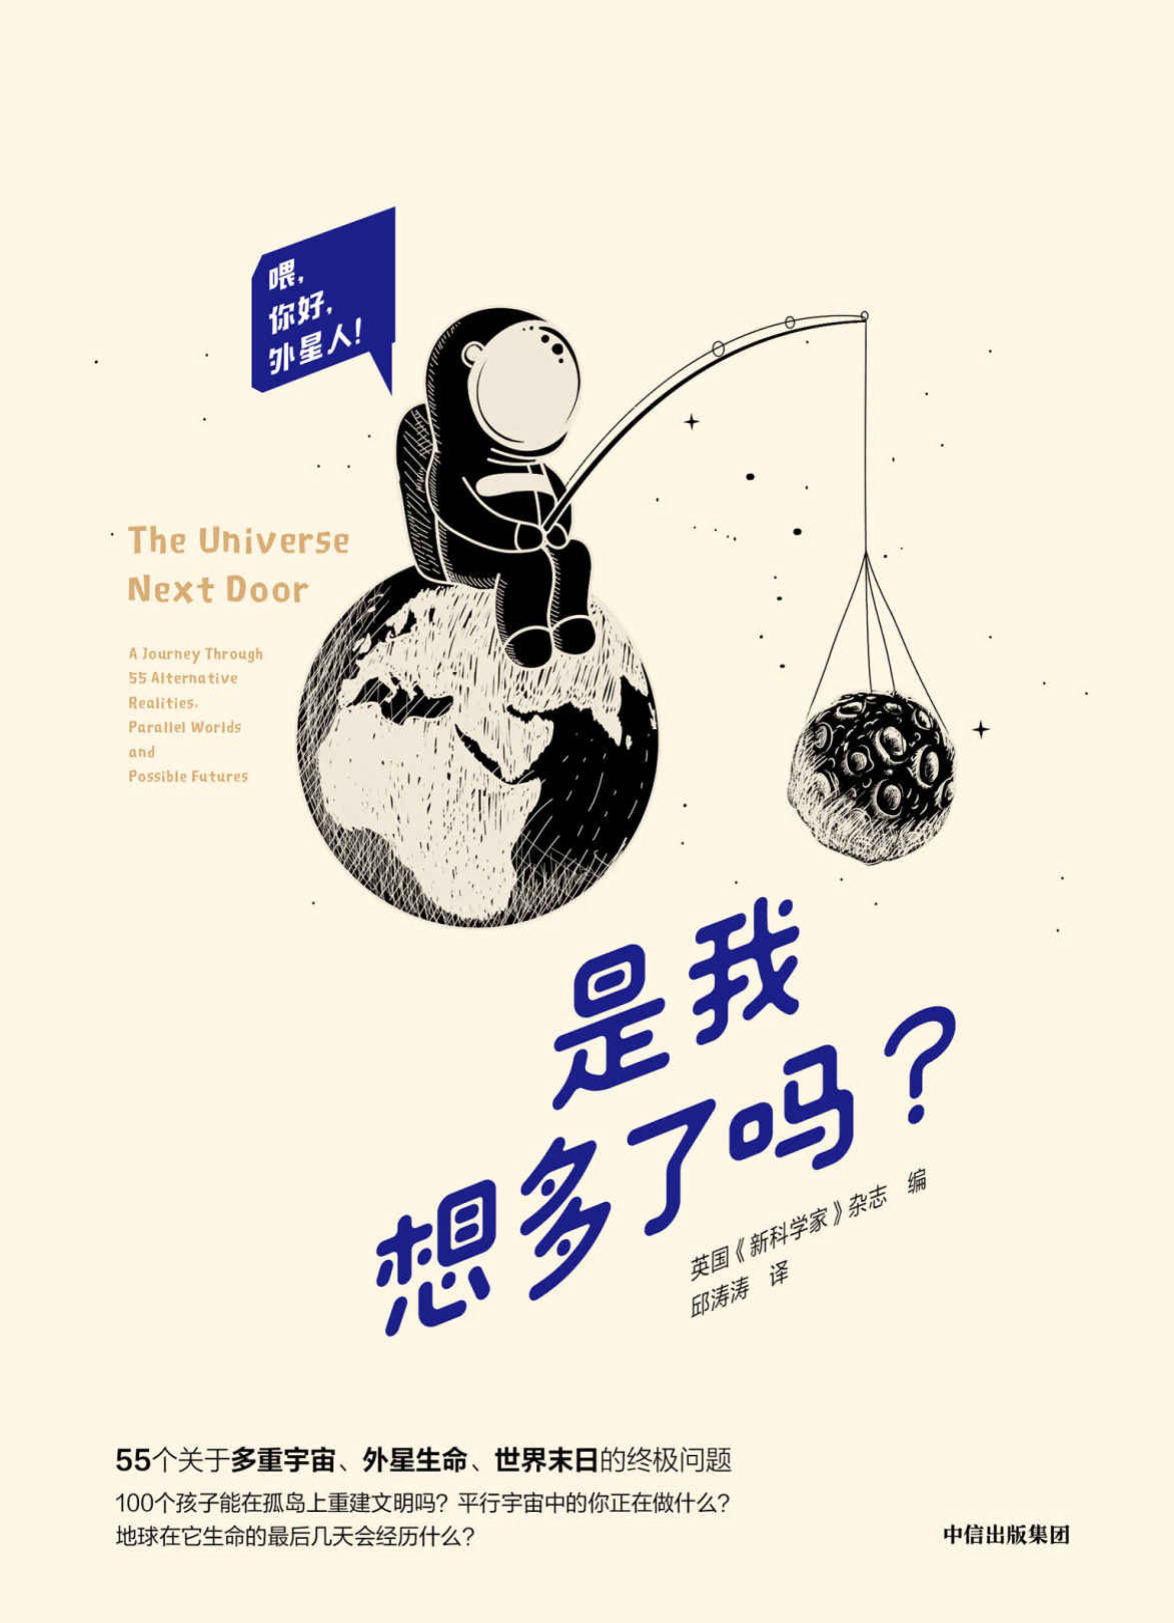 喂,
你好,
外星人!
The Universe
Next Door
A Journey Through
55 Alternative
Realities,
Parallel Worlds
and
Possible Futures
是我
想多了吗?
英国《新科学家》杂志 编
邱涛涛 译
55个关于多重宇宙、外星生命、世界末日的终极问题
100个孩子能在孤岛上重建文明吗?平行宇宙中的你正在做什么?
地球在它生命的最后几天会经历什么?
中信出版集团